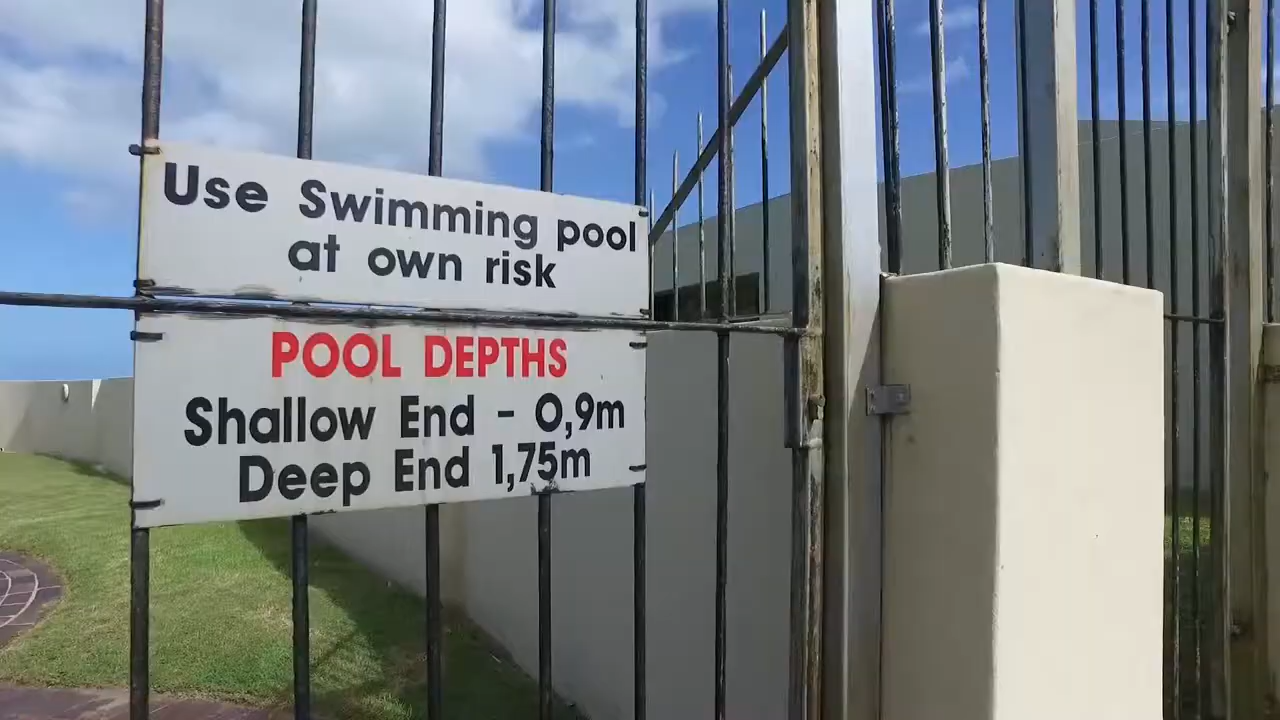 Use Swimming pool
at own risk
POOL DEPTHS
Shallow End - 0,9m
Deep End 1,75m